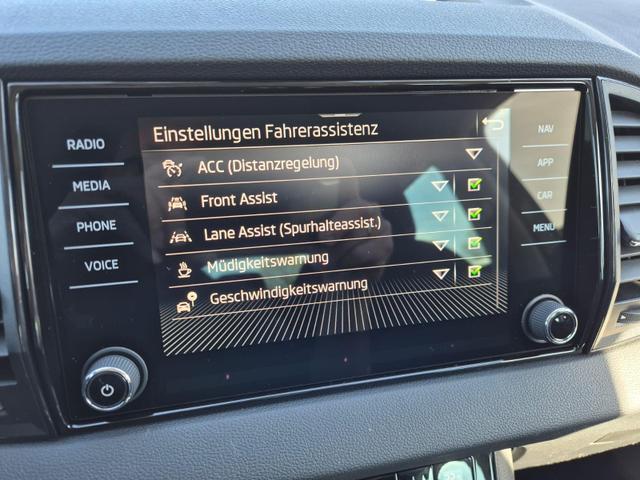 Einstellungen Fahrerassistenz
ACC (Distanzregelung)
Front Assist
Lane Assist (Spurhalteassist.)
Müdigkeitswarnung
Geschwindigkeitswarnung
RADIO
MEDIA
PHONE
VOICE
NAV
APP
CAR
MENU